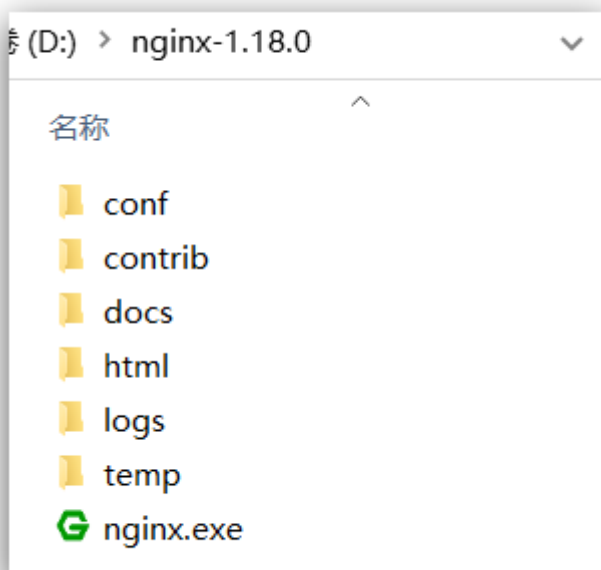 (D:) > nginx-1.18.0
名称
conf
contrib
docs
html
logs
temp
nginx.exe